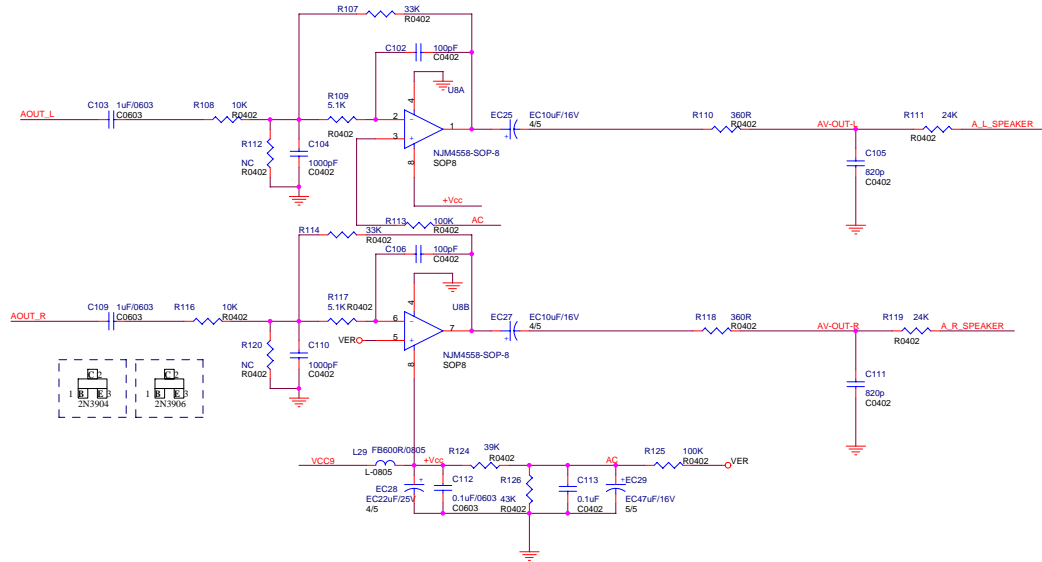 R107 33K
R0402
C102 100pF
C0402
4 U8A
C103 1uF/0603
C0603
R108 10K
R0402
R109
5.1K
R0402
AOUT_L
2
3
1
8
NJM4558-SOP-8
SOP8
EC25 EC10uF/16V
4/5
R110 360R
R0402
AV-OUT-L
R111 24K
R0402
A_L_SPEAKER
R112
NC
R0402
C104
1000pF
C0402
C105
820p
C0402
+Vcc
R113 100K
R0402
AC
R114 33K
R0402
C106 100pF
C0402
4 U8B
C109 1uF/0603
C0603
R116 10K
R0402
R117
5.1K R0402
AOUT_R
6
5
7
8
VER
NJM4558-SOP-8
SOP8
EC27 EC10uF/16V
4/5
R118 360R
R0402
AV-OUT-R
R119 24K
R0402
A_R_SPEAKER
R120
NC
R0402
C110
1000pF
C0402
C111
820p
C0402
C 2
1 B E 3
2N3904
C 2
1 B E 3
2N3906
VCC9
L29 FB600R/0805
L-0805
+Vcc
R124 39K
R0402
AC
R125 100K
R0402
VER
EC28
EC22uF/25V
4/5
C112
0.1uF/0603
C0603
R126
43K
R0402
C113
0.1uF
C0402
EC29
EC47uF/16V
5/5